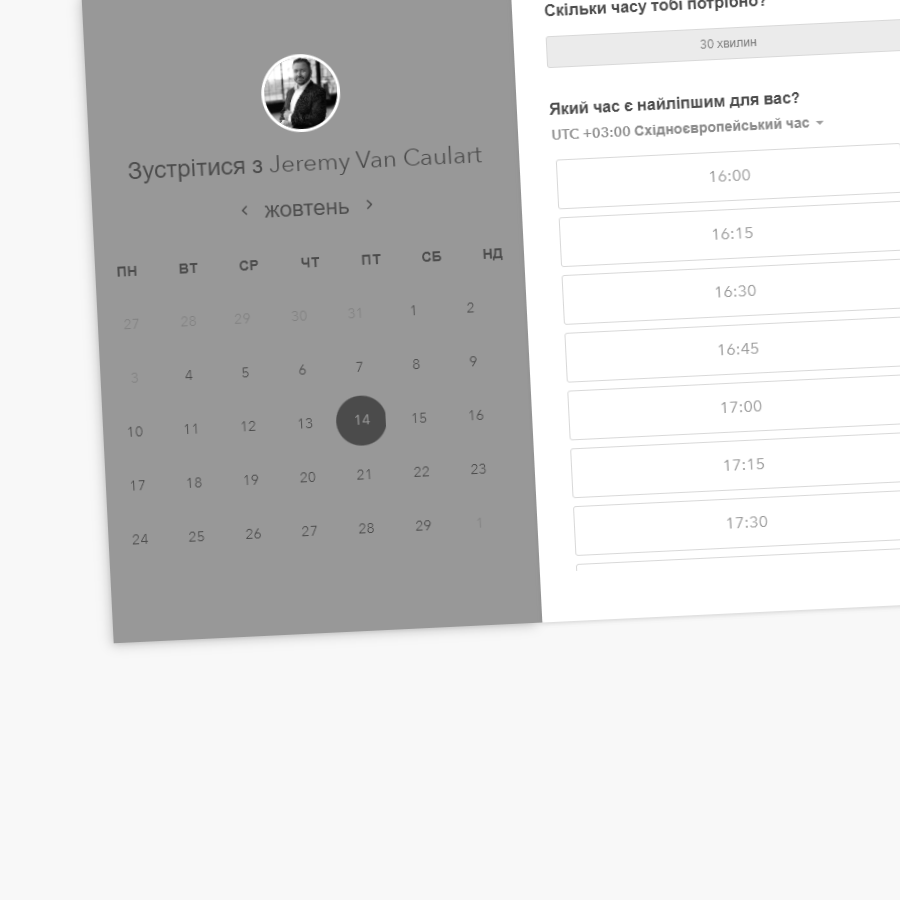 Зустрітися з Jeremy Van Caulart
‹ жовтень ›
ПН ВТ СР ЧТ ПТ СБ НД
27 28 29 30 31 1 2
3 4 5 6 7 8 9
10 11 12 13 14 15 16
17 18 19 20 21 22 23
24 25 26 27 28 29 1
Скільки часу тобі потрібно?
30 хвилин
Який час є найліпшим для вас?
UTC +03:00 Східноєвропейський час
16:00
16:15
16:30
16:45
17:00
17:15
17:30